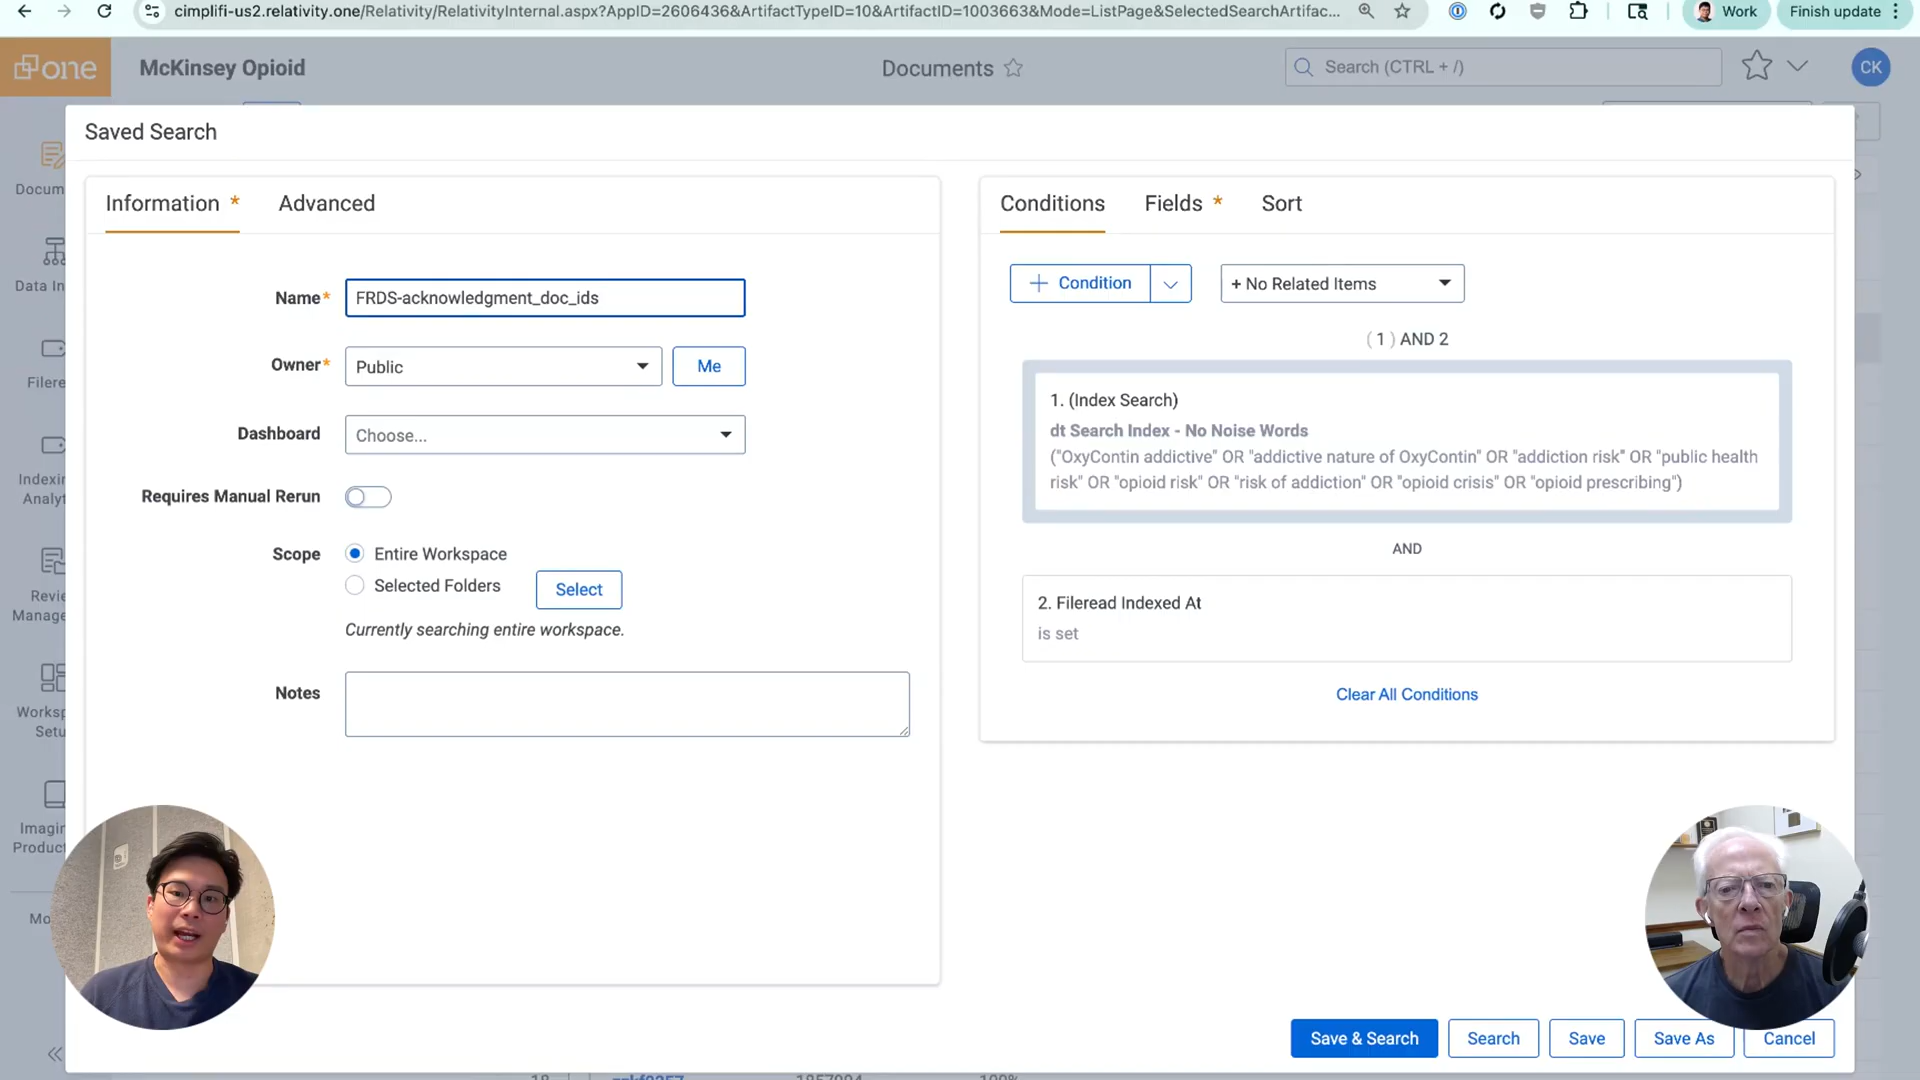 cimplifi-us2.relativity.one/Relativity/RelativityInternal.aspx?AppID=2606436&ArtifactTypeID=10&ArtifactID=1003663&Mode=ListPage&SelectedSearchArtifac...
Work
Finish update
one
McKinsey Opioid
Documents
Search (CTRL + /)
CK
Saved Search
Docum
Data In
Filere
Indexin
Analyt
Revie
Manage
Worksp
Setu
Imagin
Product
Mo
Information *
Advanced
Name*
FRDS-acknowledgment_doc_ids
Owner*
Public
Me
Dashboard
Choose...
Requires Manual Rerun
Scope
Entire Workspace
Selected Folders
Select
Currently searching entire workspace.
Notes
Conditions
Fields *
Sort
+ Condition
+ No Related Items
( 1 ) AND 2
1. (Index Search)
dt Search Index - No Noise Words
("OxyContin addictive" OR "addictive nature of OxyContin" OR "addiction risk" OR "public health
risk" OR "opioid risk" OR "risk of addiction" OR "opioid crisis" OR "opioid prescribing")
AND
2. Fileread Indexed At
is set
Clear All Conditions
Save & Search
Search
Save
Save As
Cancel